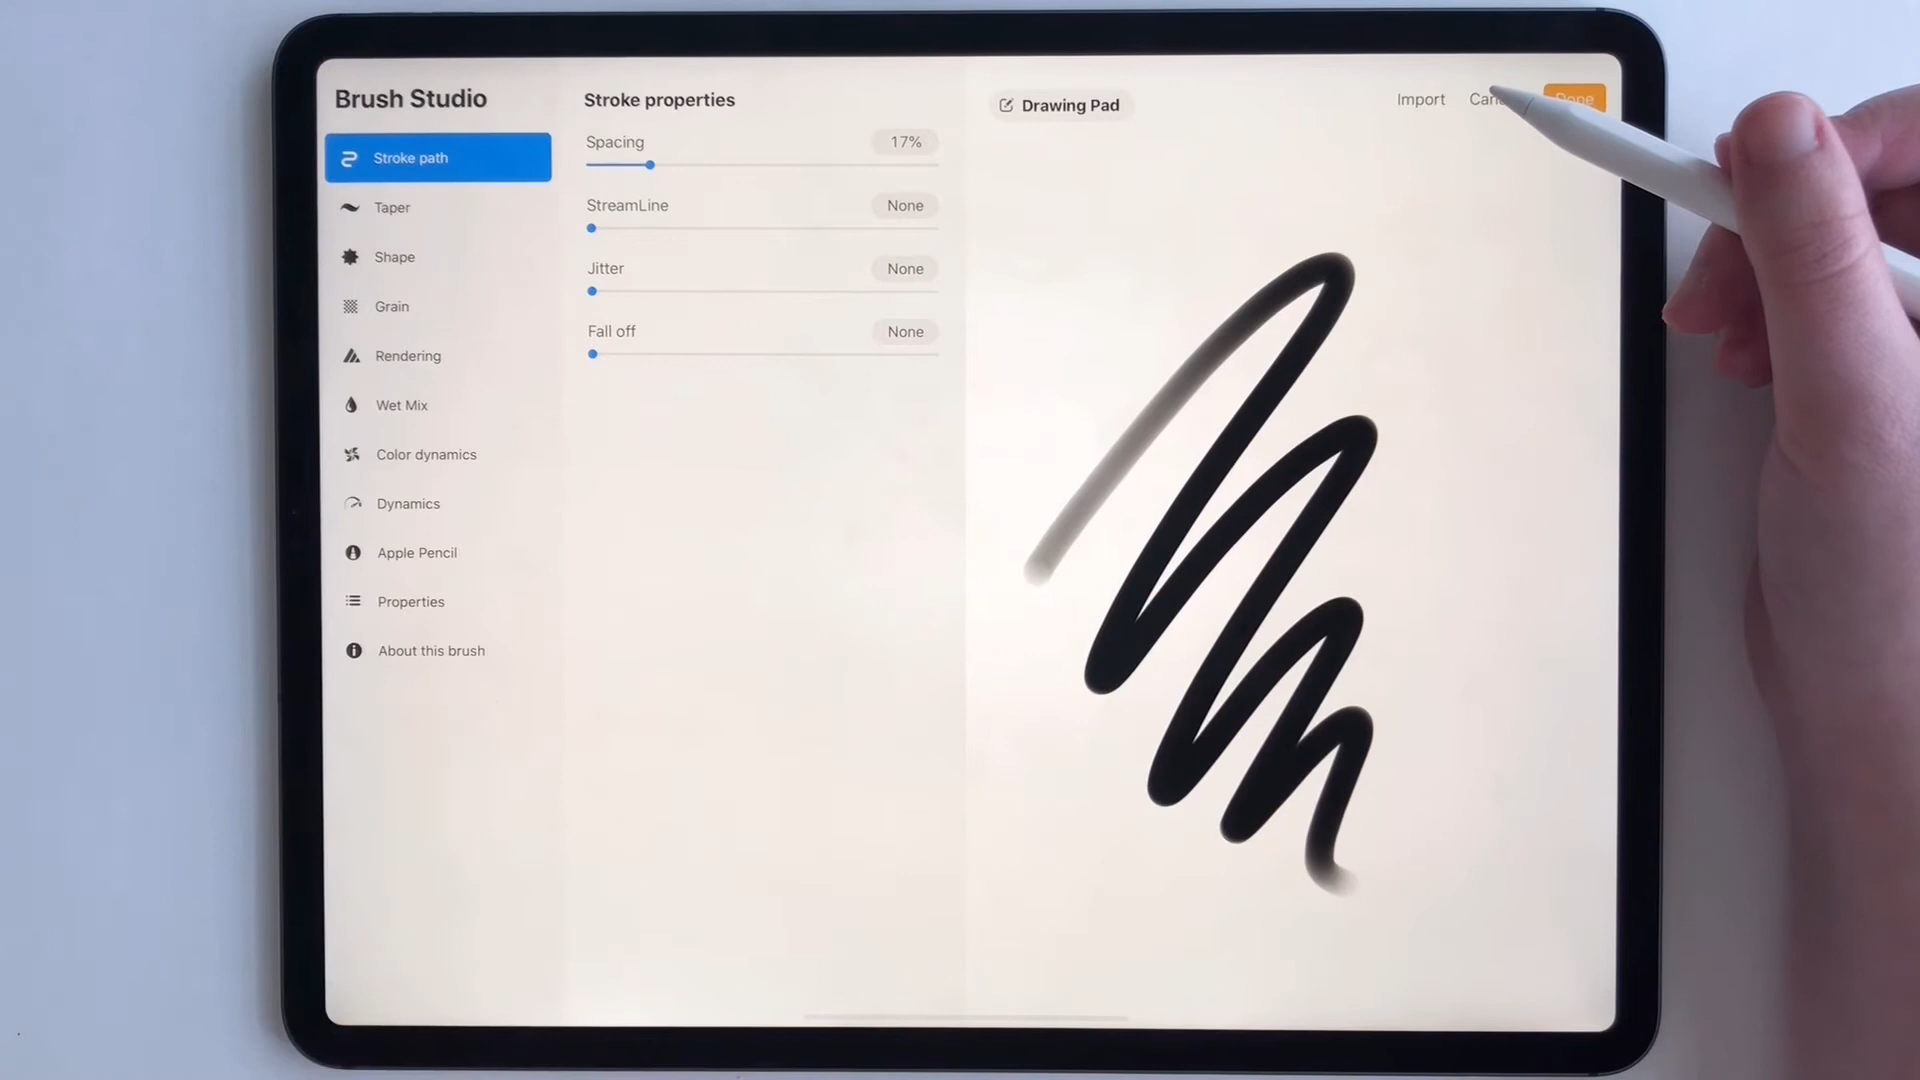 Brush Studio
Stroke path
Taper
Shape
Grain
Rendering
Wet Mix
Color dynamics
Dynamics
Apple Pencil
Properties
About this brush
Stroke properties
Spacing 17%
StreamLine None
Jitter None
Fall off None
Drawing Pad
Import
Done